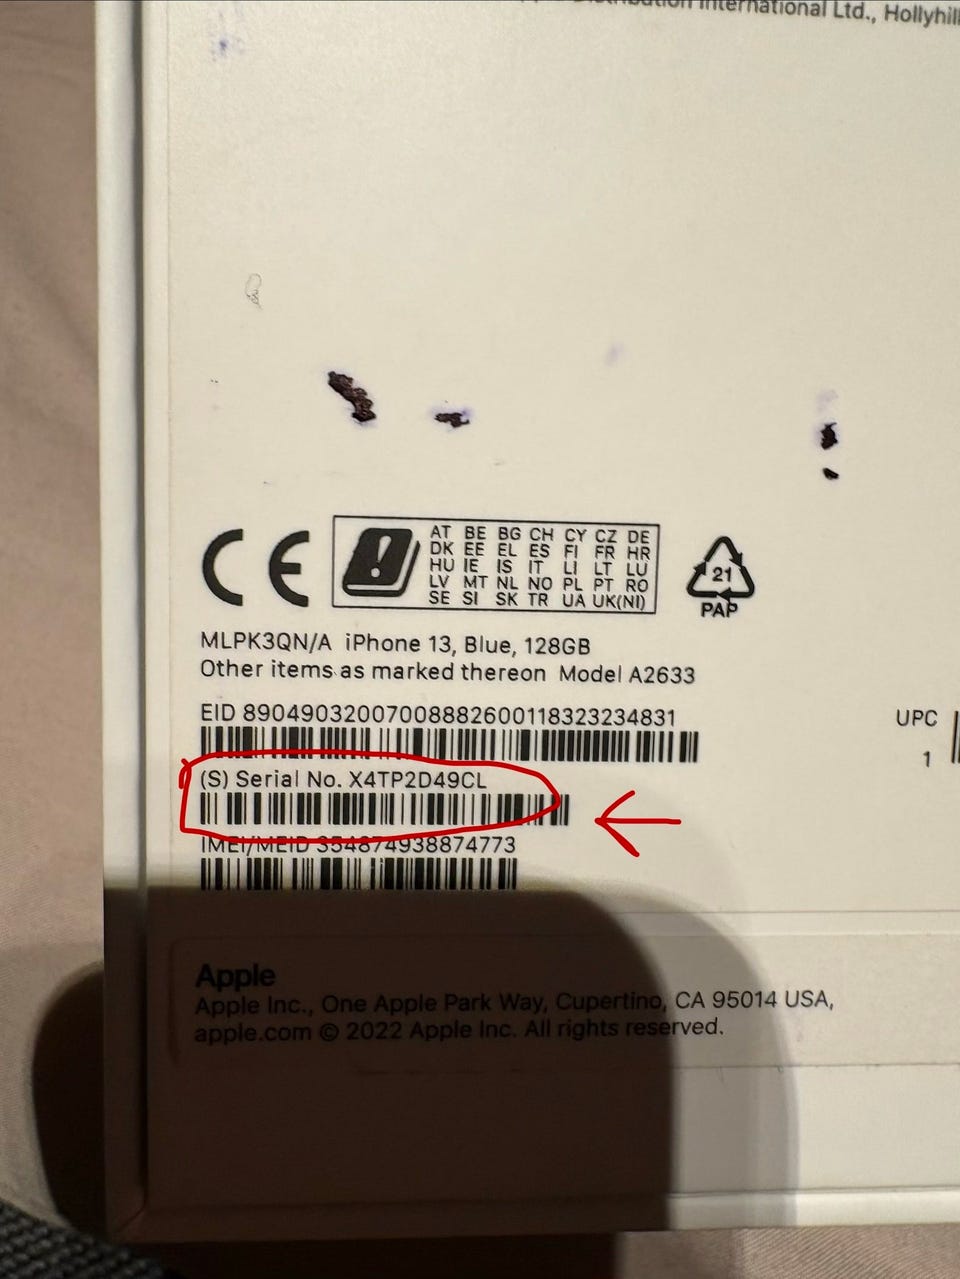 International Ltd., Hollyhill
CE
AT BE BG CH CY CZ DE
DK EE EL ES FI FR HR
HU IE IS IT LI LT LU
LV MT NL NO PL PT RO
SE SI SK TR UA UK(NI)
21
PAP
MLPK3QN/A iPhone 13, Blue, 128GB
Other items as marked thereon Model A2633
EID 89049032007008882600118323234831
UPC
1
(S) Serial No. X4TP2D49CL
IMEI/MEID 354874938874773
Apple
Apple Inc., One Apple Park Way, Cupertino, CA 95014 USA,
apple.com © 2022 Apple Inc. All rights reserved.